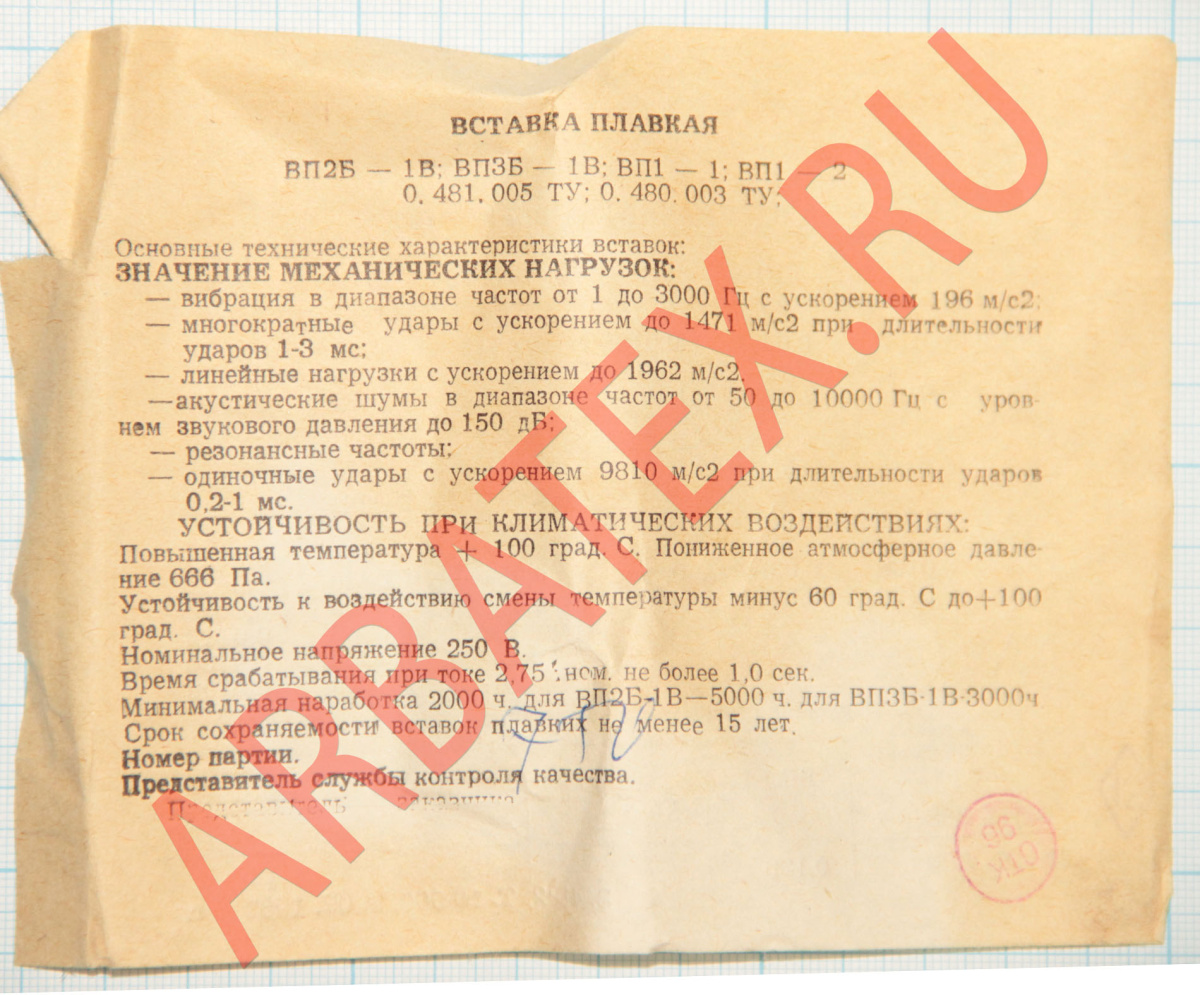 ВСТАВКА ПЛАВКАЯ
ВП2Б — 1В; ВП3Б — 1В; ВП1 — 1; ВП1 — 2
0. 481. 005 ТУ; 0. 480. 003 ТУ;
Основные технические характеристики вставок:
ЗНАЧЕНИЕ МЕХАНИЧЕСКИХ НАГРУЗОК:
— вибрация в диапазоне частот от 1 до 3000 Гц с ускорением 196 м/с2;
— многократные удары с ускорением до 1471 м/с2 при длительности
ударов 1-3 мс;
— линейные нагрузки с ускорением до 1962 м/с2,
—акустические шумы в диапазоне частот от 50 до 10000 Гц с уров-
нем звукового давления до 150 дБ;
— резонансные частоты;
— одиночные удары с ускорением 9810 м/с2 при длительности ударов
0,2-1 мс.
УСТОЙЧИВОСТЬ ПРИ КЛИМАТИЧЕСКИХ ВОЗДЕЙСТВИЯХ:
Повышенная температура + 100 град. С. Пониженное атмосферное давле-
ние 666 Па.
Устойчивость к воздействию смены температуры минус 60 град. С до+100
град. С.
Номинальное напряжение 250 В.
Время срабатывания при токе 2,75 ном. не более 1,0 сек.
Минимальная наработка 2000 ч. для ВП2Б-1В—5000 ч. для ВП3Б-1В-3000ч
Срок сохраняемости вставок плавких не менее 15 лет.
Номер партии.
Представитель службы контроля качества.
Представитель заказчика
ОТК
96
ARBATEX.RU